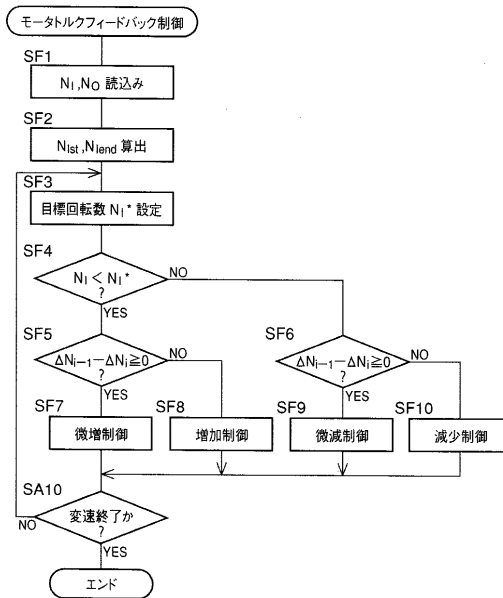 モータトルクフィードバック制御
SF1
NI,NO 読込み
SF2
NIst,NIend 算出
SF3
目標回転数 NI* 設定
SF4
NI < NI*
?
NO
YES
SF5
ΔNi−1−ΔNi≧0
?
NO
YES
SF6
ΔNi−1−ΔNi≧0
?
NO
YES
SF7
微増制御
SF8
増加制御
SF9
微減制御
SF10
減少制御
SA10
変速終了か
?
NO
YES
エンド